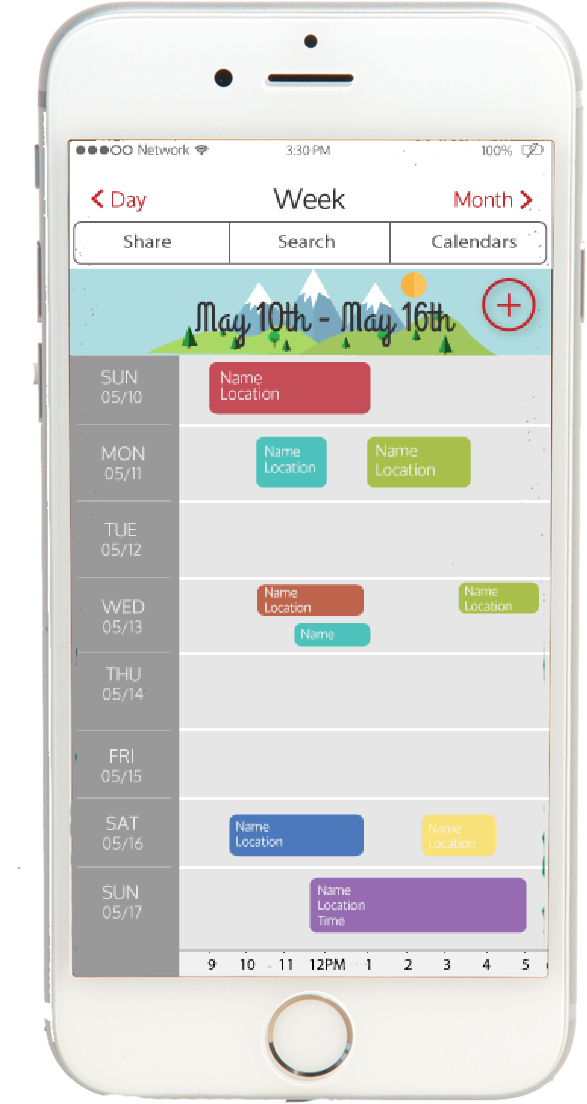 Network 3:30 PM 100%
Day Week Month
Share Search Calendars
May 10th - May 16th
SUN
05/10
Name
Location
MON
05/11
Name
Location
Name
Location
TUE
05/12
WED
05/13
Name
Location
Name
Name
Location
THU
05/14
FRI
05/15
SAT
05/16
Name
Location
Name
Location
SUN
05/17
Name
Location
Time
9 10 11 12PM 1 2 3 4 5